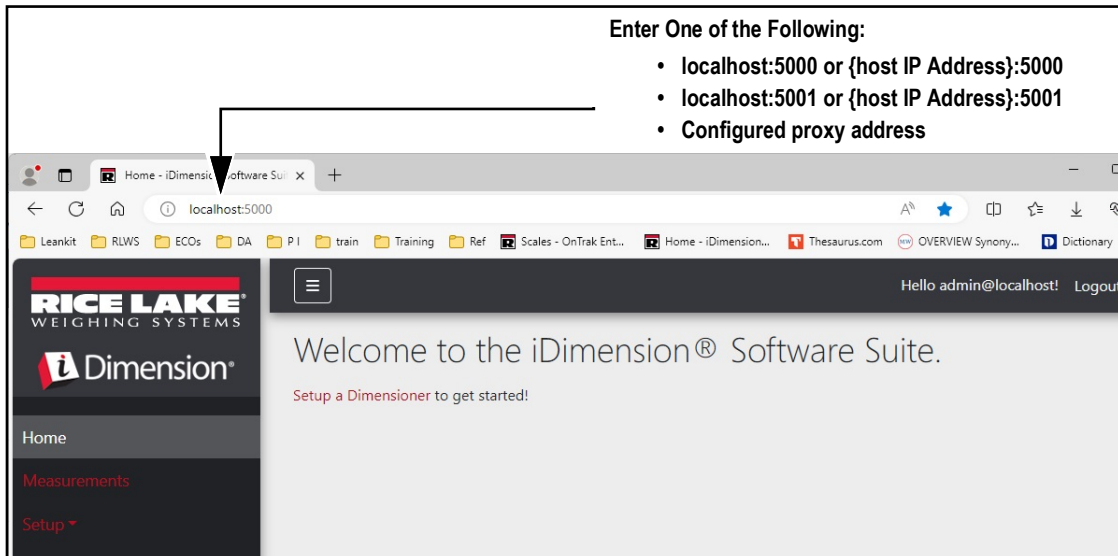 Enter One of the Following:
• localhost:5000 or {host IP Address}:5000
• localhost:5001 or {host IP Address}:5001
• Configured proxy address
Home - iDimension Software Sui
localhost:5000
Leankit RLWS ECOs DA P I train Training Ref Scales - OnTrak Ent... Home - iDimension... Thesaurus.com OVERVIEW Synony... Dictionary
RICE LAKE®
WEIGHING SYSTEMS
iDimension®
Hello admin@localhost! Logout
Welcome to the iDimension® Software Suite.
Setup a Dimensioner to get started!
Home
Measurements
Setup